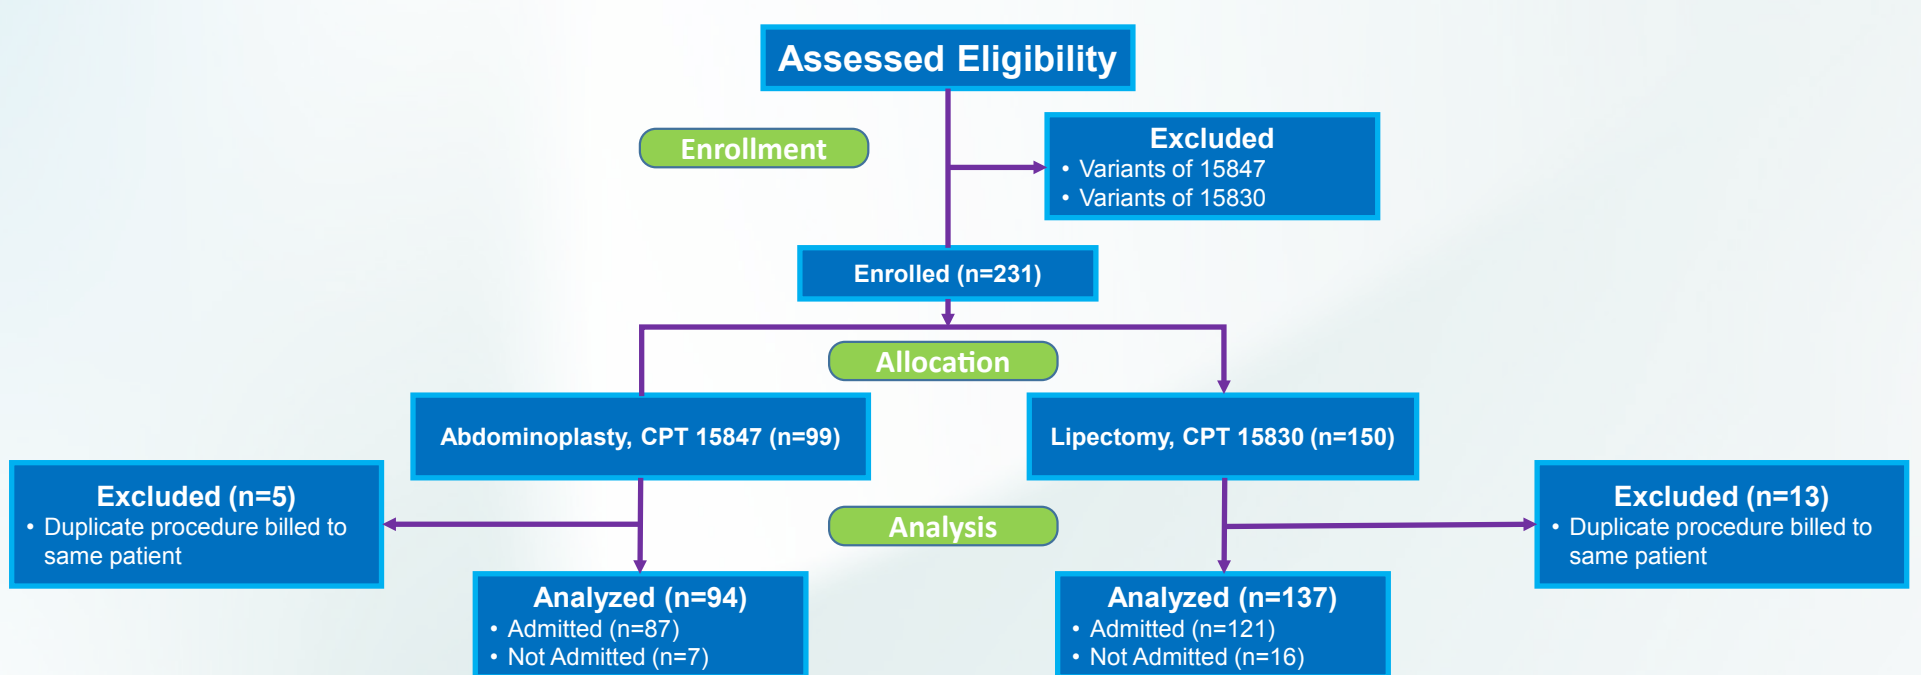 Assessed Eligibility
Enrollment
Excluded
• Variants of 15847
• Variants of 15830
Enrolled (n=231)
Allocation
Abdominoplasty, CPT 15847 (n=99)
Lipectomy, CPT 15830 (n=150)
Excluded (n=5)
• Duplicate procedure billed to
same patient
Analysis
Excluded (n=13)
• Duplicate procedure billed to
same patient
Analyzed (n=94)
• Admitted (n=87)
• Not Admitted (n=7)
Analyzed (n=137)
• Admitted (n=121)
• Not Admitted (n=16)